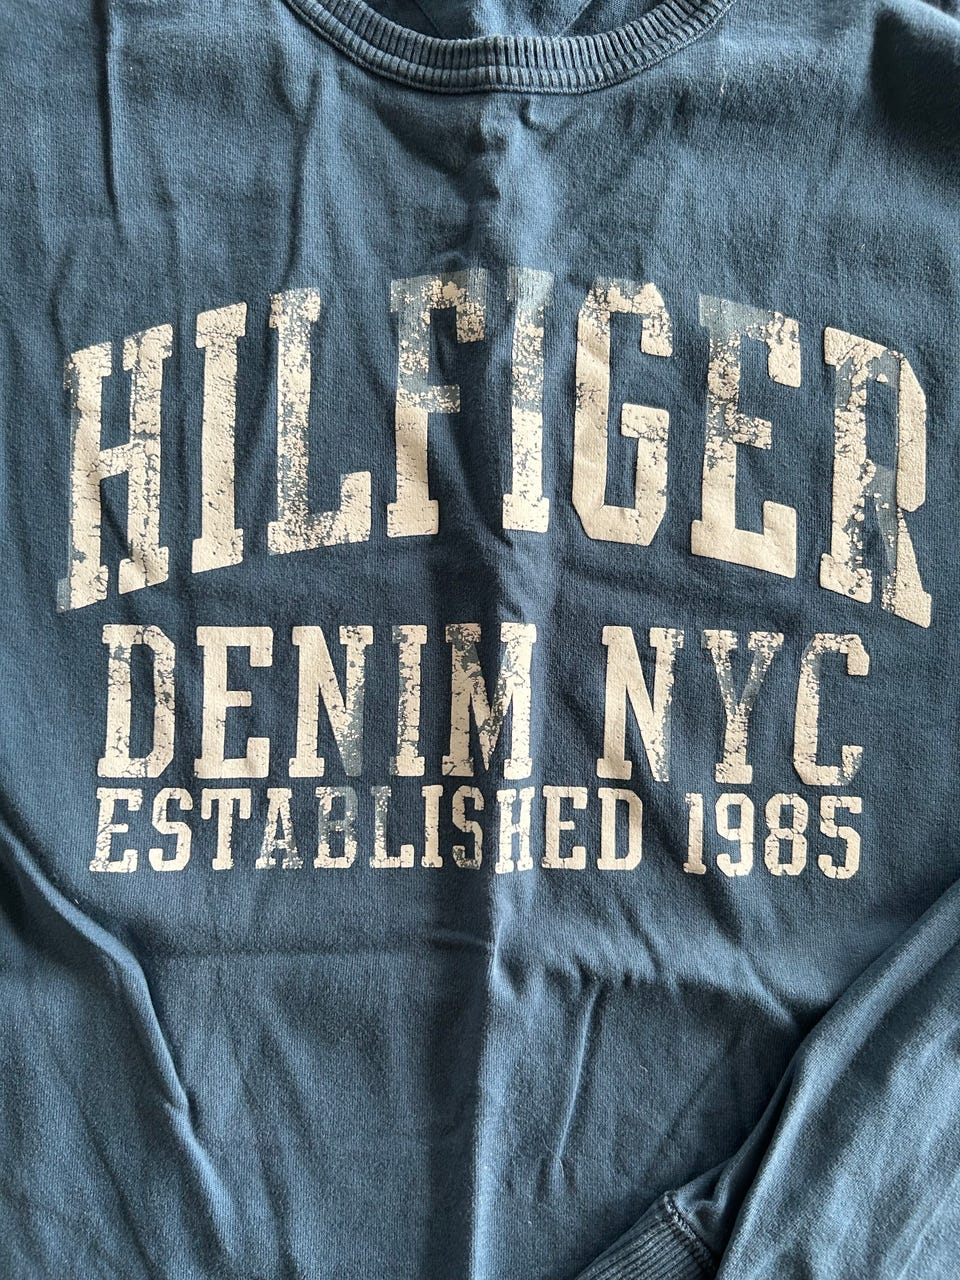 HILFIGER
DENIM NYC
ESTABLISHED 1985